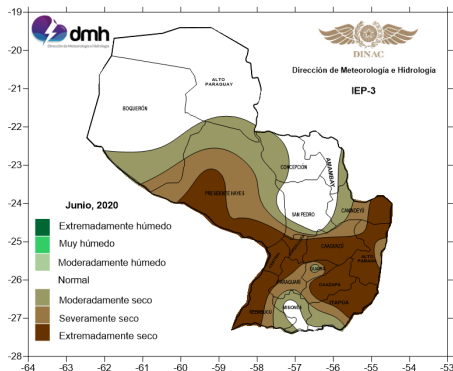 dmh
Dirección de Meteorología e Hidrología
DINAC
Dirección de Meteorología e Hidrología
IEP-3
-19
-20
-21
-22
-23
-24
-25
-26
-27
-28
ALTO
PARAGUAY
BOQUERÓN
CONCEPCIÓN
AMAMBAY
PRESIDENTE HAYES
SAN PEDRO
CANINDEYÚ
CAAGUAZÚ
ALTO
PARANÁ
GUAIRÁ
PARAGUARÍ
CAAZAPÁ
MISIONES
ITAPÚA
ÑEEMBUCÚ
Junio, 2020
Extremadamente húmedo
Muy húmedo
Moderadamente húmedo
Normal
Moderadamente seco
Severamente seco
Extremadamente seco
-64 -63 -62 -61 -60 -59 -58 -57 -56 -55 -54 -53